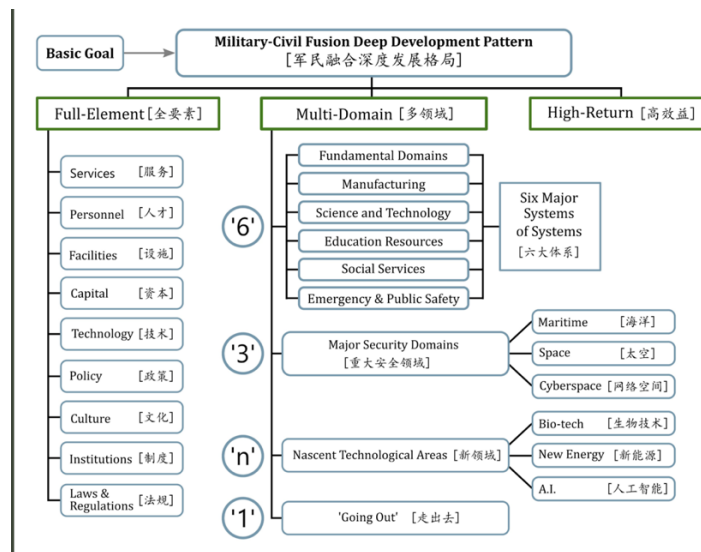 Basic Goal
Military-Civil Fusion Deep Development Pattern
[军民融合深度发展格局]
Full-Element [全要素]
Multi-Domain [多领域]
High-Return [高效益]
Services [服务]
Personnel [人才]
Facilities [设施]
Capital [资本]
Technology [技术]
Policy [政策]
Culture [文化]
Institutions [制度]
Laws &
Regulations [法规]
'6'
Fundamental Domains
Manufacturing
Science and Technology
Education Resources
Social Services
Emergency & Public Safety
Six Major
Systems
of Systems
[六大体系]
'3'
Major Security Domains
[重大安全领域]
Maritime [海洋]
Space [太空]
Cyberspace [网络空间]
'n'
Nascent Technological Areas [新领域]
Bio-tech [生物技术]
New Energy [新能源]
A.I. [人工智能]
'1'
'Going Out' [走出去]